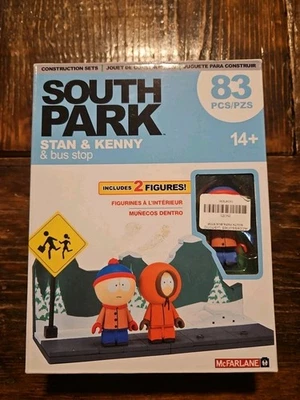 CONSTRUCTION SETS | JOUET DE CONSTRUCTION | JUGUETE PARA CONSTRUIR
SOUTH
PARK
83
PCS/PZS
STAN & KENNY
& bus stop
14+
INCLUDES 2 FIGURES!
FIGURINES À L'INTÉRIEUR
MUÑECOS DENTRO
McFARLANE